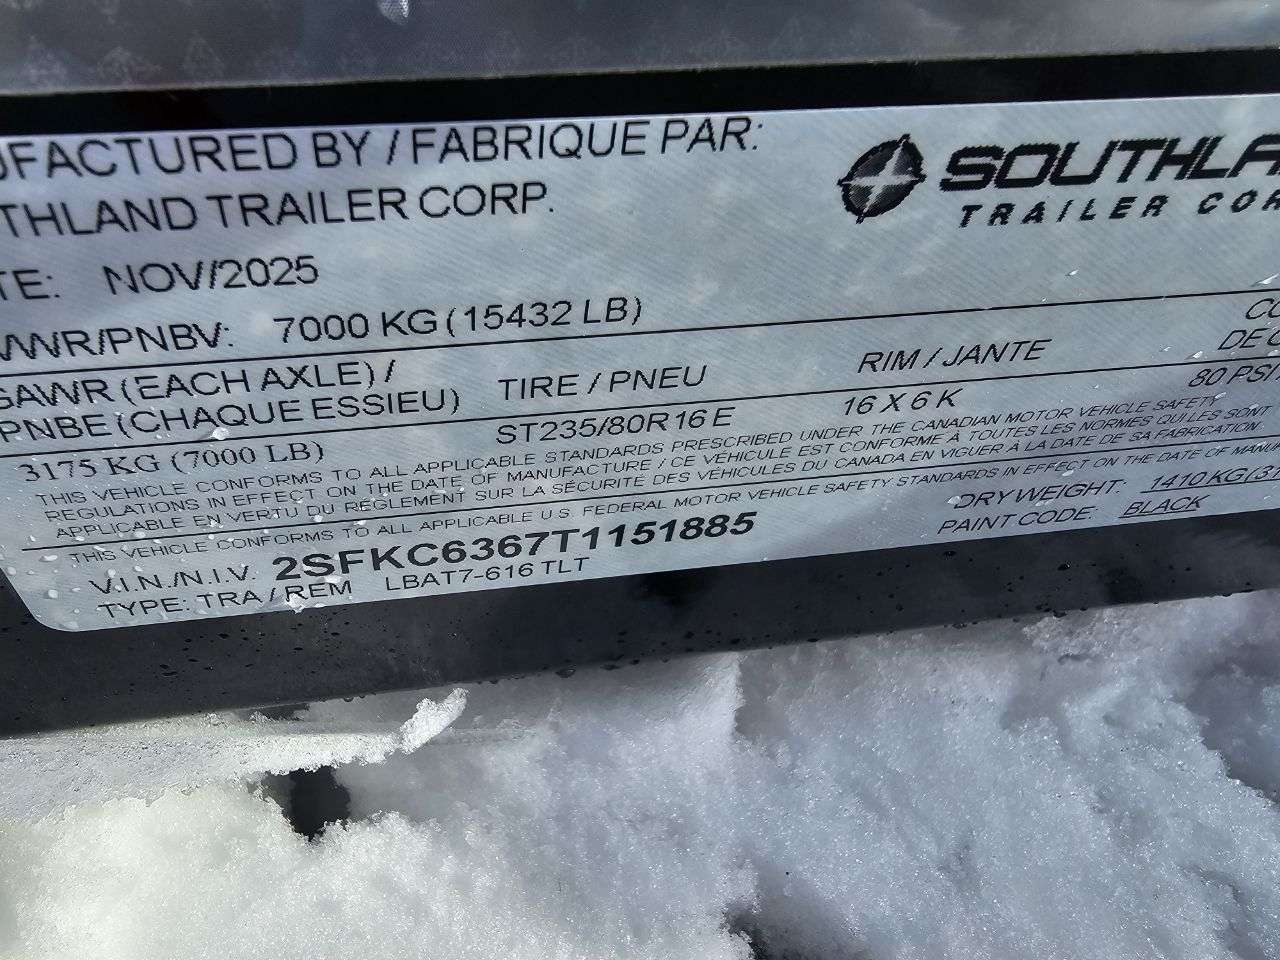 UFACTURED BY / FABRIQUE PAR:
THLAND TRAILER CORP.
SOUTHLA
TRAILER COR
TE: NOV/2025
GVWR/PNBV: 7000 KG (15432 LB)
GAWR (EACH AXLE) /
PNBE (CHAQUE ESSIEU)
TIRE / PNEU
RIM / JANTE
3175 KG (7000 LB)
ST235/80R16 E
16 X 6 K
80 PSI
THIS VEHICLE CONFORMS TO ALL APPLICABLE STANDARDS PRESCRIBED UNDER THE CANADIAN MOTOR VEHICLE SAFETY
REGULATIONS IN EFFECT ON THE DATE OF MANUFACTURE / CE VÉHICULE EST CONFORME À TOUTES LES NORMES QUI LES SONT
APPLICABLE EN VERTU DU RÉGLEMENT SUR LA SÉCURITÉ DES VÉHICULES DU CANADA EN VIGUER À LA DATE DE SA FABRICATION.
THIS VEHICLE CONFORMS TO ALL APPLICABLE U.S. FEDERAL MOTOR VEHICLE SAFETY STANDARDS IN EFFECT ON THE DATE OF MANU
V.I.N./N.I.V. 2SFKC6367T1151885
DRY WEIGHT: 1410 KG
TYPE: TRA / REM LBAT7-616 TLT
PAINT CODE: BLACK